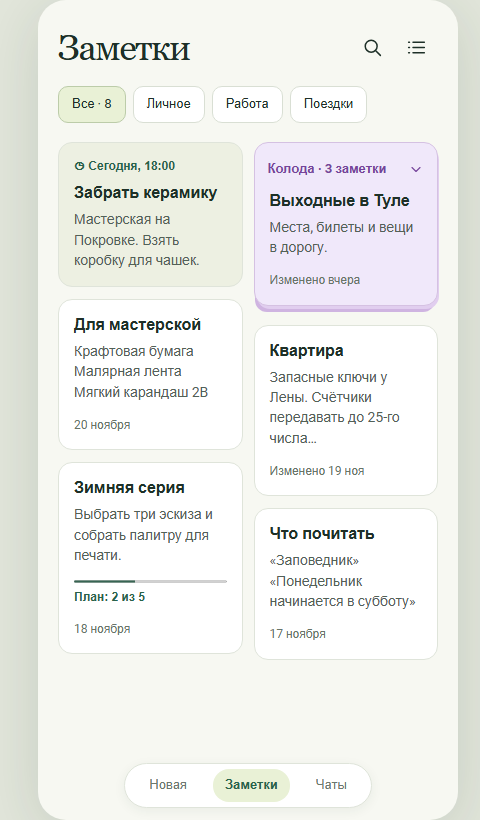 Заметки
Все · 8
Личное
Работа
Поездки
Сегодня, 18:00
Забрать керамику
Мастерская на
Покровке. Взять
коробку для чашек.
Для мастерской
Крафтовая бумага
Малярная лента
Мягкий карандаш 2В
20 ноября
Зимняя серия
Выбрать три эскиза и
собрать палитру для
печати.
План: 2 из 5
18 ноября
Колода · 3 заметки
Выходные в Туле
Места, билеты и вещи
в дорогу.
Изменено вчера
Квартира
Запасные ключи у
Лены. Счётчики
передавать до 25-го
числа…
Изменено 19 ноя
Что почитать
«Заповедник»
«Понедельник
начинается в субботу»
17 ноября
Новая
Заметки
Чаты